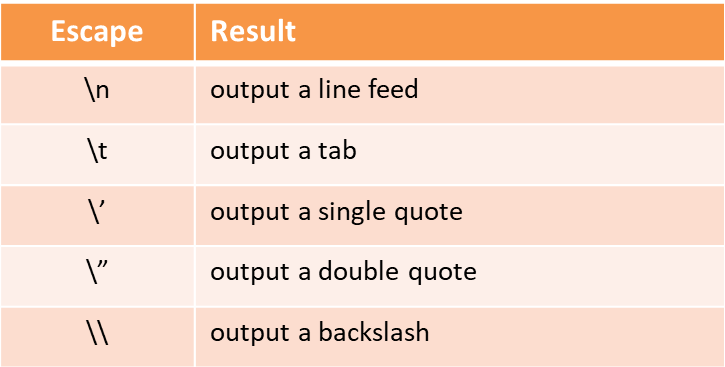 Escape Result
\n output a line feed
\t output a tab
\’ output a single quote
\” output a double quote
\\ output a backslash